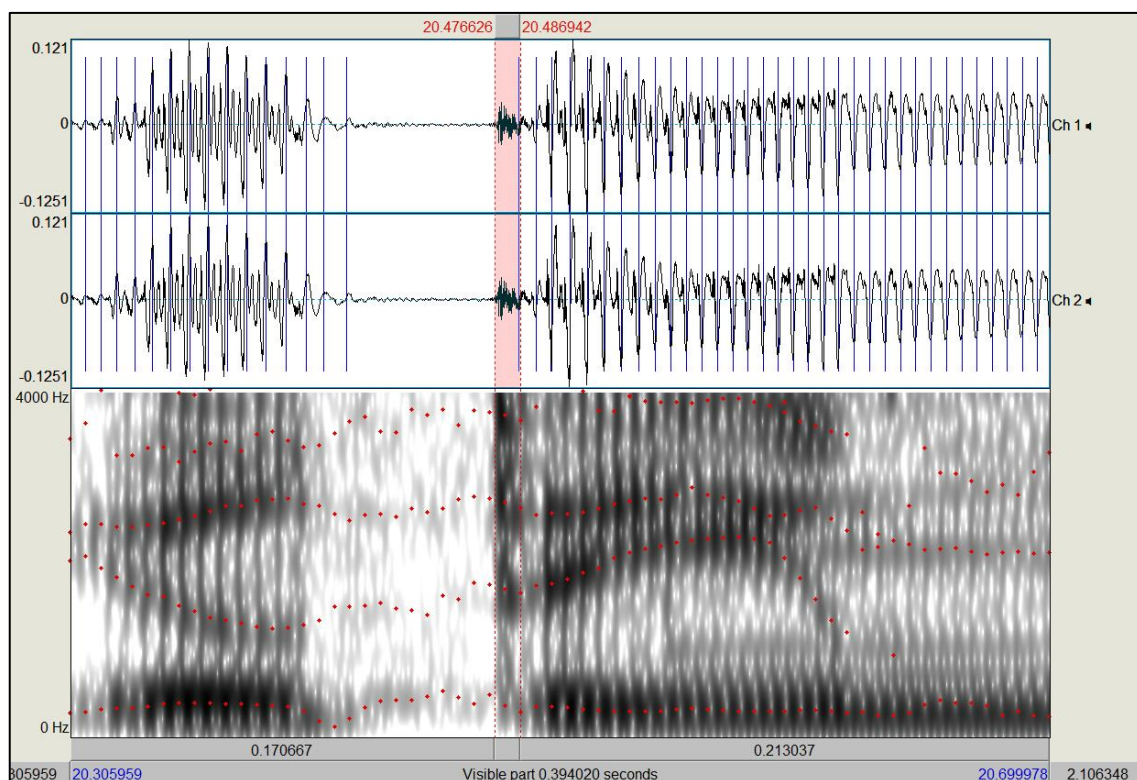 20.476626 20.486942
0.121
0
-0.1251
Ch 1
0.121
0
-0.1251
Ch 2
4000 Hz
0 Hz
0.170667 0.213037
305959 20.305959 Visible part 0.394020 seconds 20.699978 2.106348